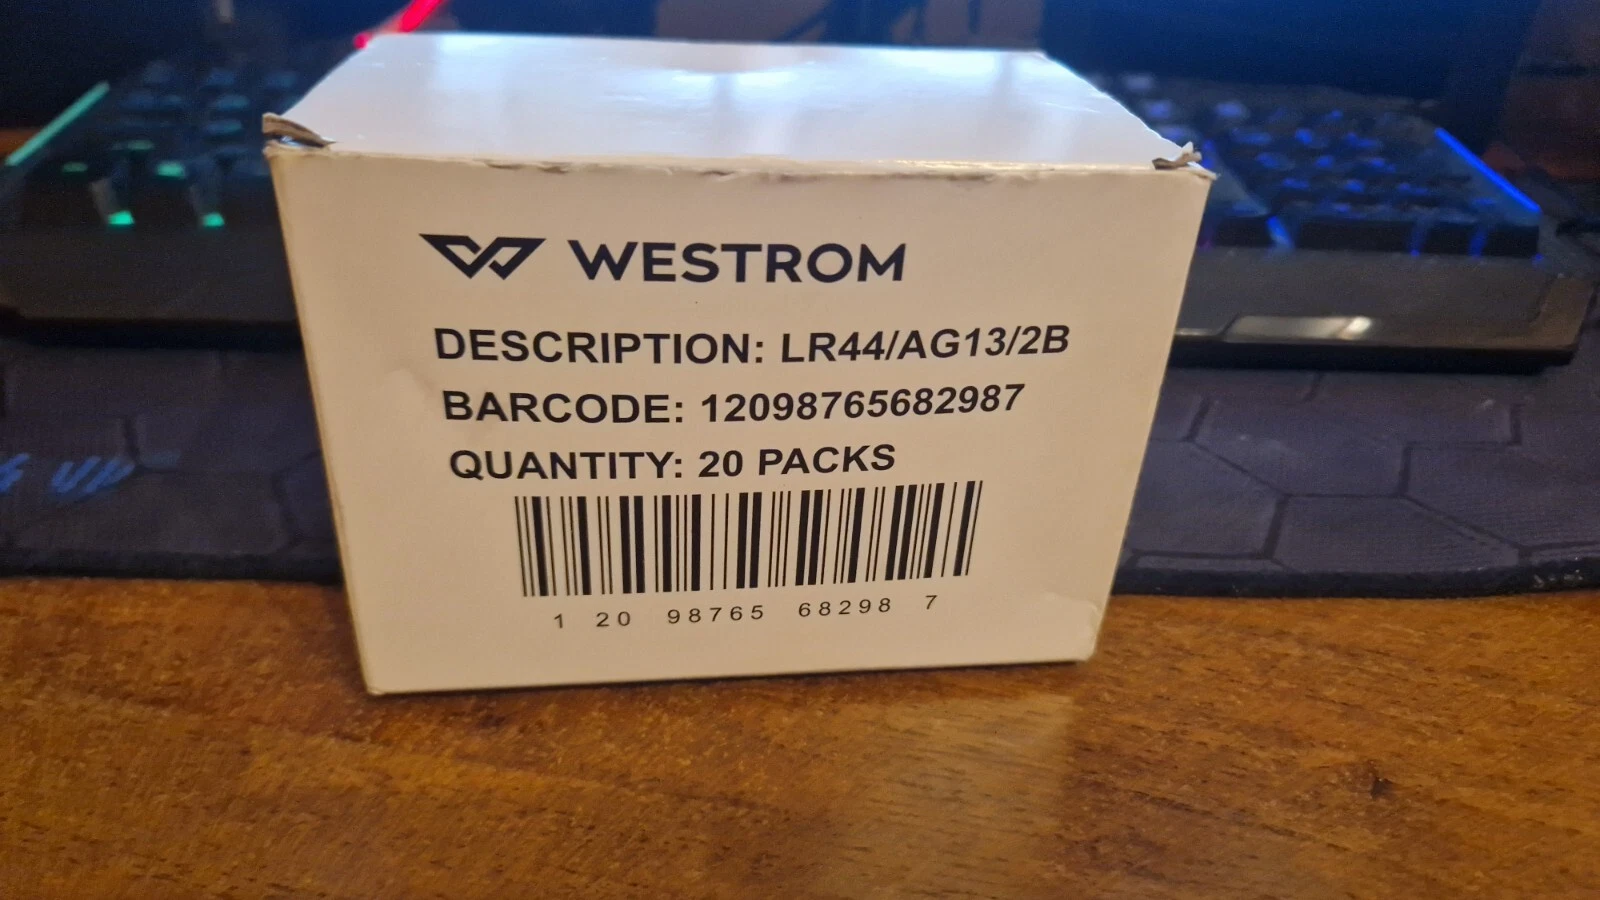 WESTROM
DESCRIPTION: LR44/AG13/2B
BARCODE: 12098765682987
QUANTITY: 20 PACKS
1 20 98765 68298 7